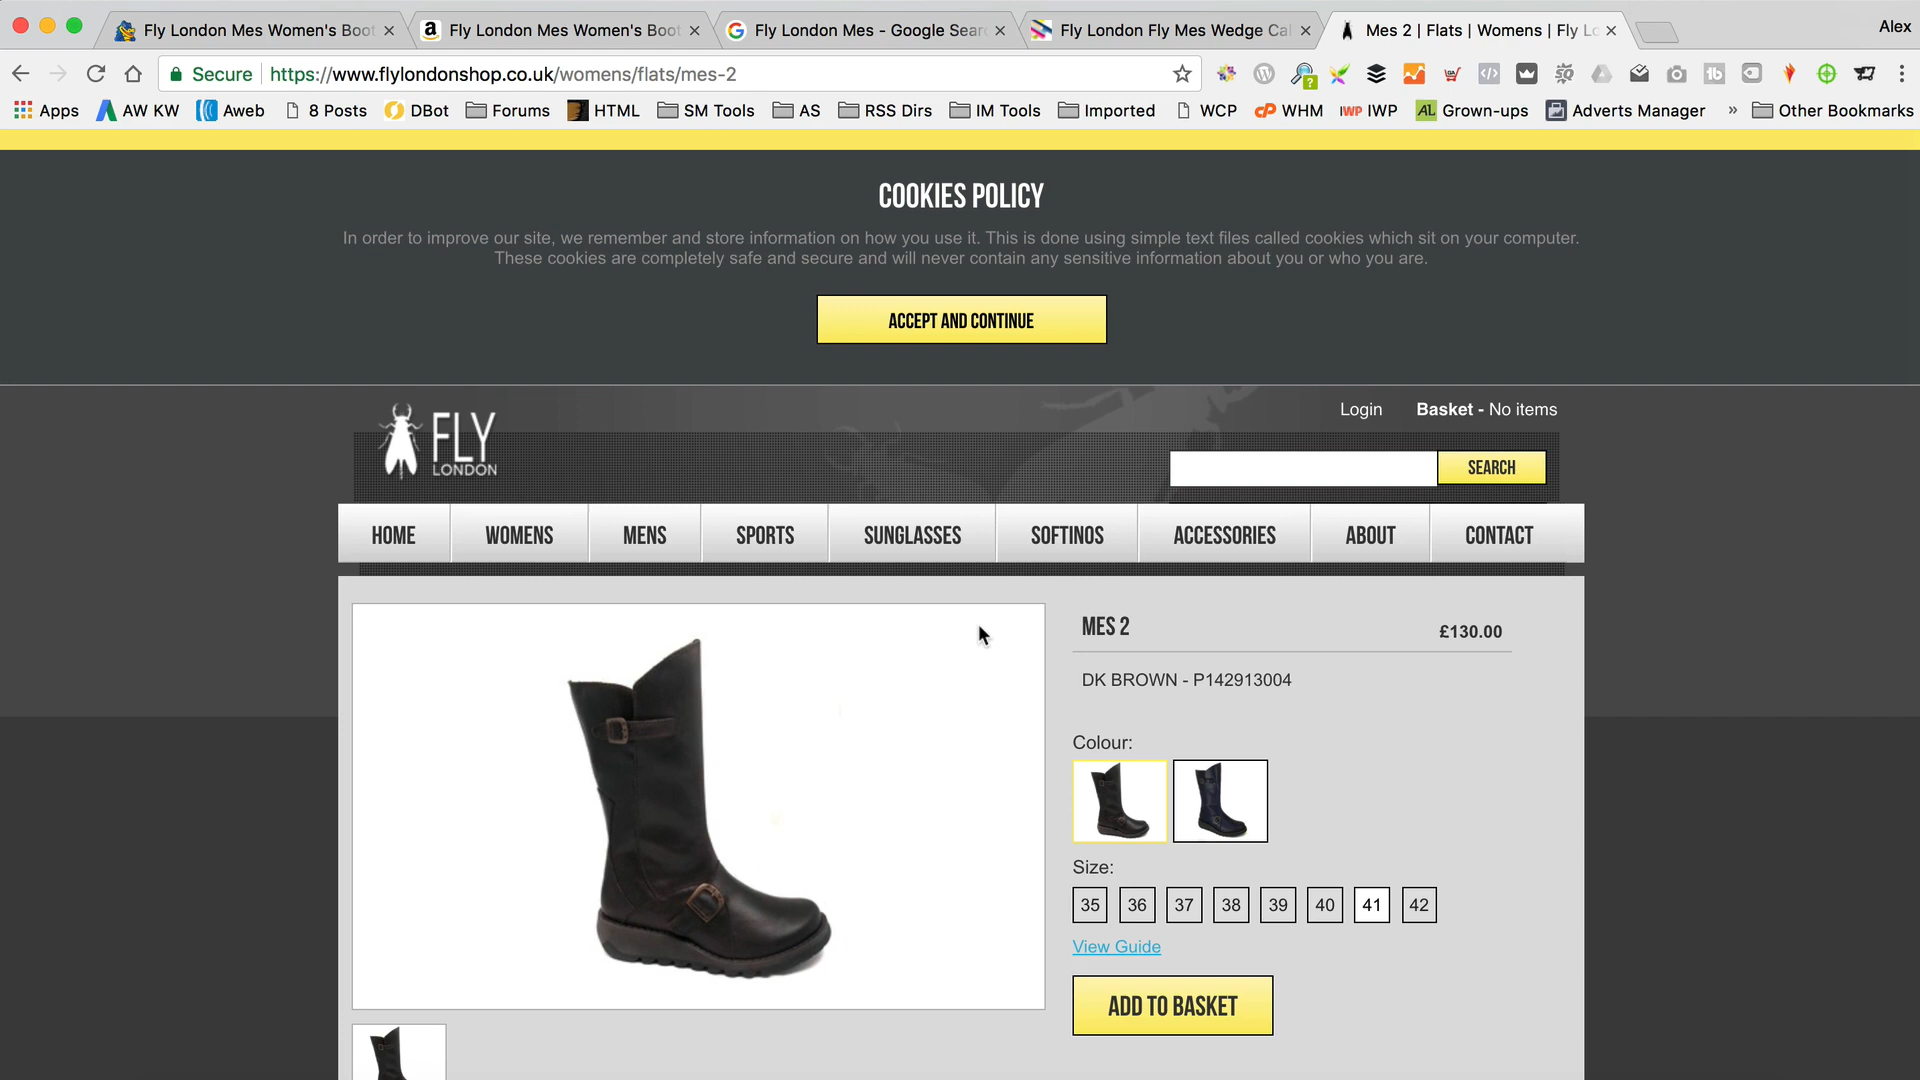 Fly London Mes Women's Boot
Fly London Mes Women's Boot
Fly London Mes - Google Sear
Fly London Fly Mes Wedge Cal
Mes 2 | Flats | Womens | Fly Lo
Alex
Secure
https://www.flylondonshop.co.uk/womens/flats/mes-2
Apps
AW KW
Aweb
8 Posts
DBot
Forums
HTML
SM Tools
AS
RSS Dirs
IM Tools
Imported
WCP
WHM
IWP IWP
AL Grown-ups
Adverts Manager
»
Other Bookmarks
COOKIES POLICY
In order to improve our site, we remember and store information on how you use it. This is done using simple text files called cookies which sit on your computer.
These cookies are completely safe and secure and will never contain any sensitive information about you or who you are.
ACCEPT AND CONTINUE
FLY
LONDON
Login
Basket - No items
SEARCH
HOME
WOMENS
MENS
SPORTS
SUNGLASSES
SOFTINOS
ACCESSORIES
ABOUT
CONTACT
MES 2
£130.00
DK BROWN - P142913004
Colour:
Size:
35 36 37 38 39 40 41 42
View Guide
ADD TO BASKET